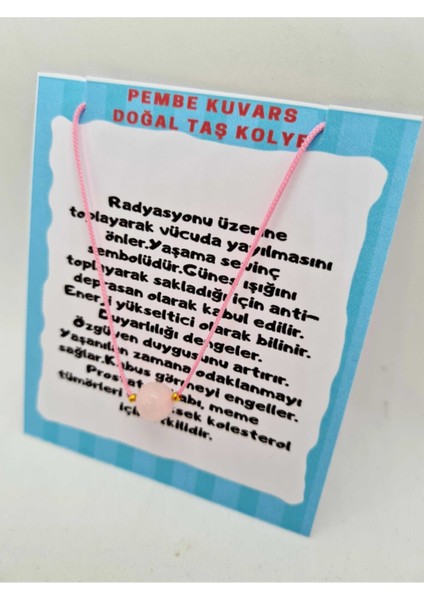 PEMBE KUVARS
DOĞAL TAŞ KOLYE
Radyasyonu üzerine
toplayarak vücuda yayılmasını
önler.Yaşama sevinç
sembolüdür.Güneş ışığını
toplayarak sakladığı için anti-
depresan olarak kabul edilir.
Enerji yükseltici olarak bilinir.
Duyarlılığı dengeler.
Özgüven duygusunu artırır.
Yaşanılan zamana odaklanmayı
sağlar.Kabus görmeyi engeller.
Prostat meme
tümörleri kolesterol
için etkilidir.